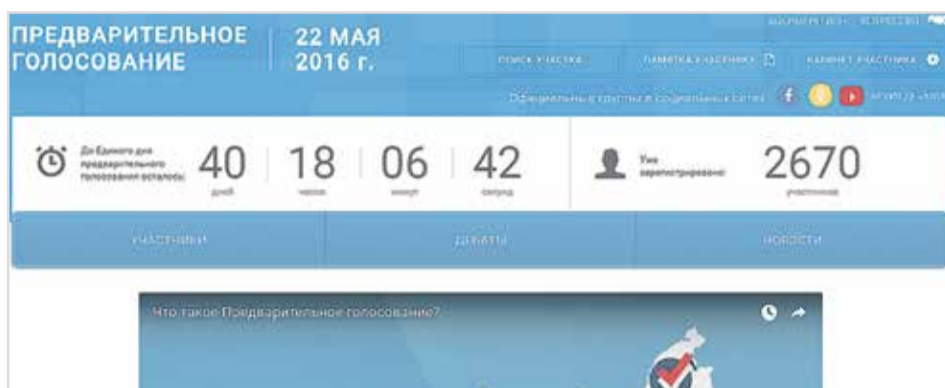 ПРЕДВАРИТЕЛЬНОЕ
ГОЛОСОВАНИЕ
22 МАЯ
2016 г.
ПОИСК УЧАСТКА
ПАМЯТКА УЧАСТНИКА
КАБИНЕТ УЧАСТНИКА
Официальные группы в социальных сетях
До Единого дня
предварительного
голосования осталось:
40
дней
18
часов
06
минут
42
секунд
Уже
зарегистрировано:
2670
участников
УЧАСТНИКИ
ДЕБАТЫ
НОВОСТИ
Что такое Предварительное голосование?